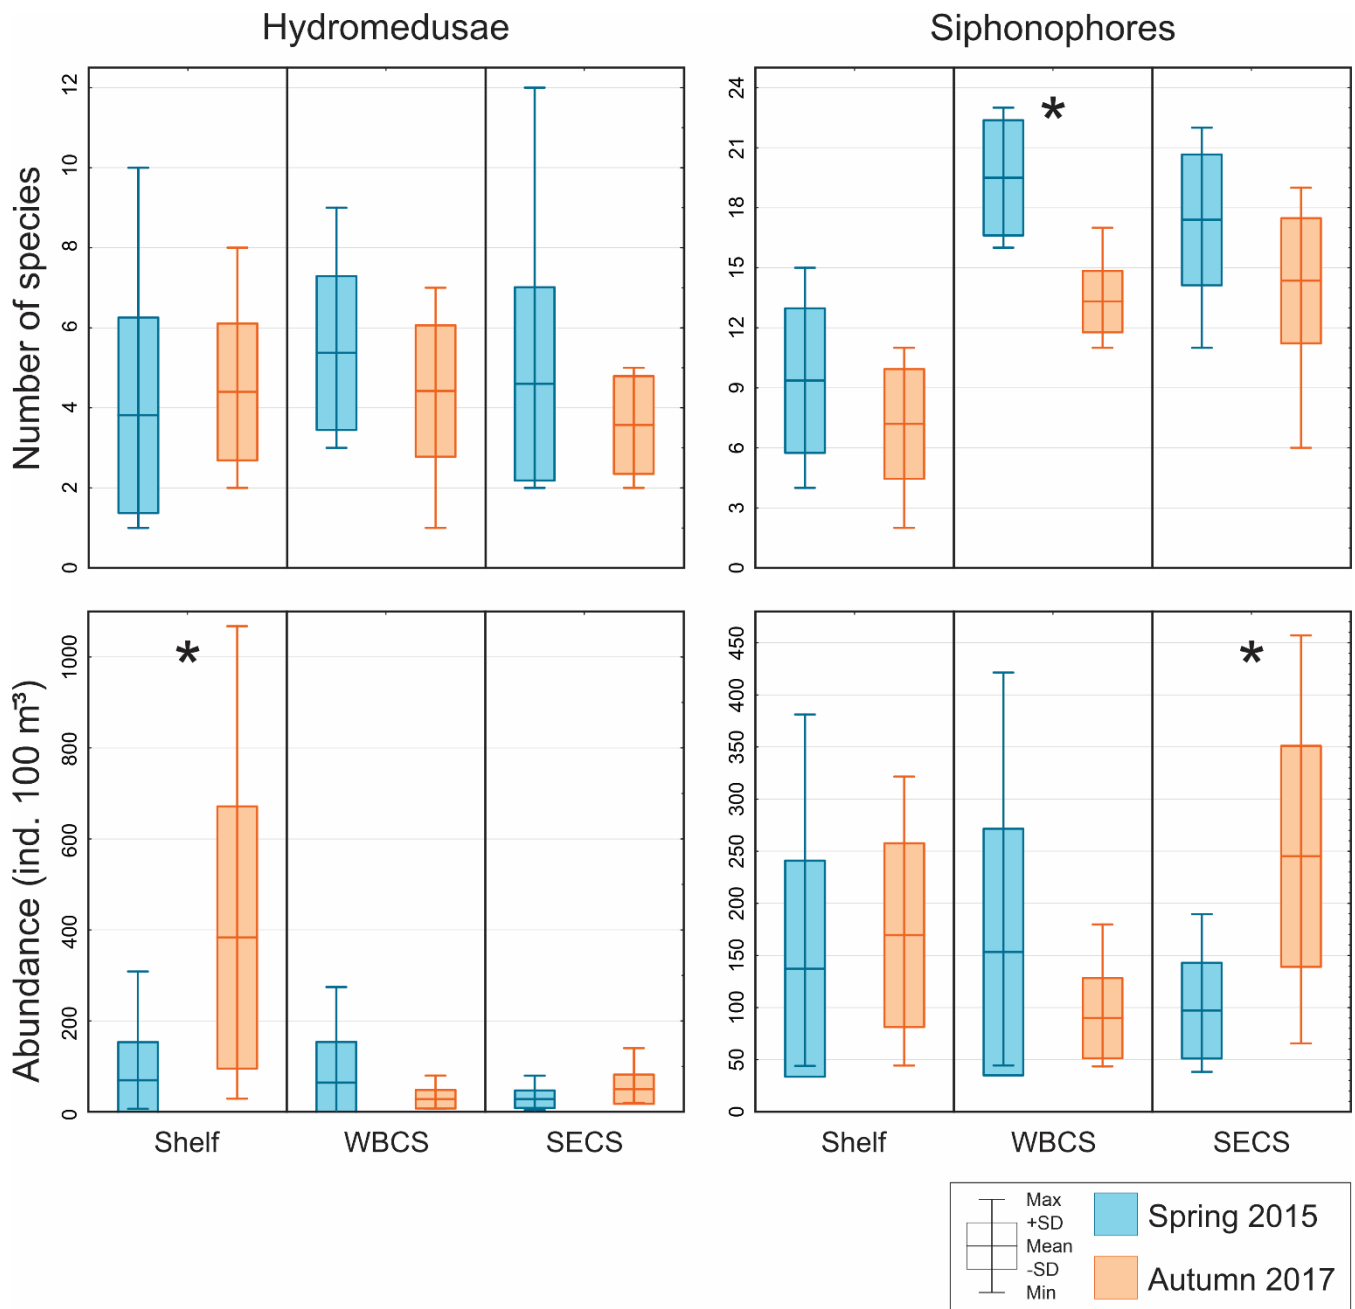 Hydromedusae
Siphonophores
Number of species
12
10
8
6
4
2
0
24
21
18
15
12
9
6
3
0
*
Abundance (ind. 100 m⁻³)
1000
800
600
400
200
0
*
450
400
350
300
250
200
150
100
50
0
*
Shelf
WBCS
SECS
Shelf
WBCS
SECS
Max
+SD
Mean
-SD
Min
Spring 2015
Autumn 2017